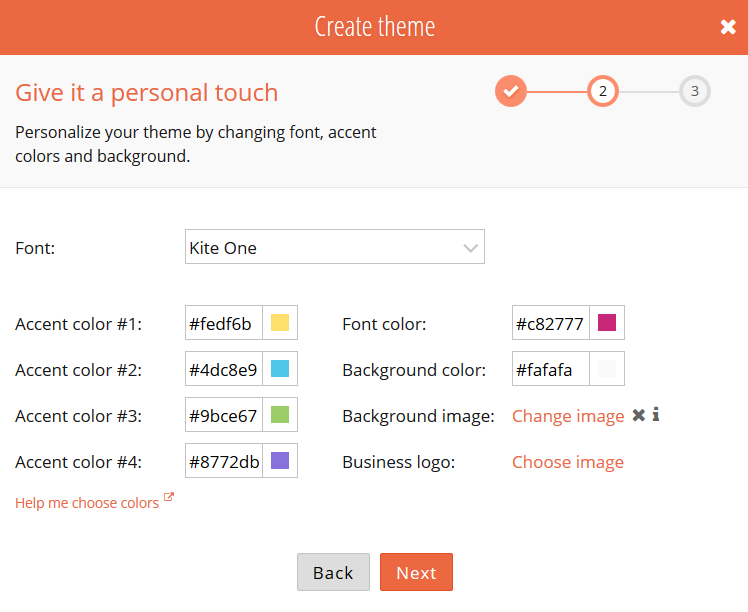 Create theme
Give it a personal touch
2
3
Personalize your theme by changing font, accent
colors and background.
Font:
Kite One
Accent color #1:
#fedf6b
Font color:
#c82777
Accent color #2:
#4dc8e9
Background color:
#fafafa
Accent color #3:
#9bce67
Background image:
Change image
Accent color #4:
#8772db
Business logo:
Choose image
Help me choose colors
Back
Next